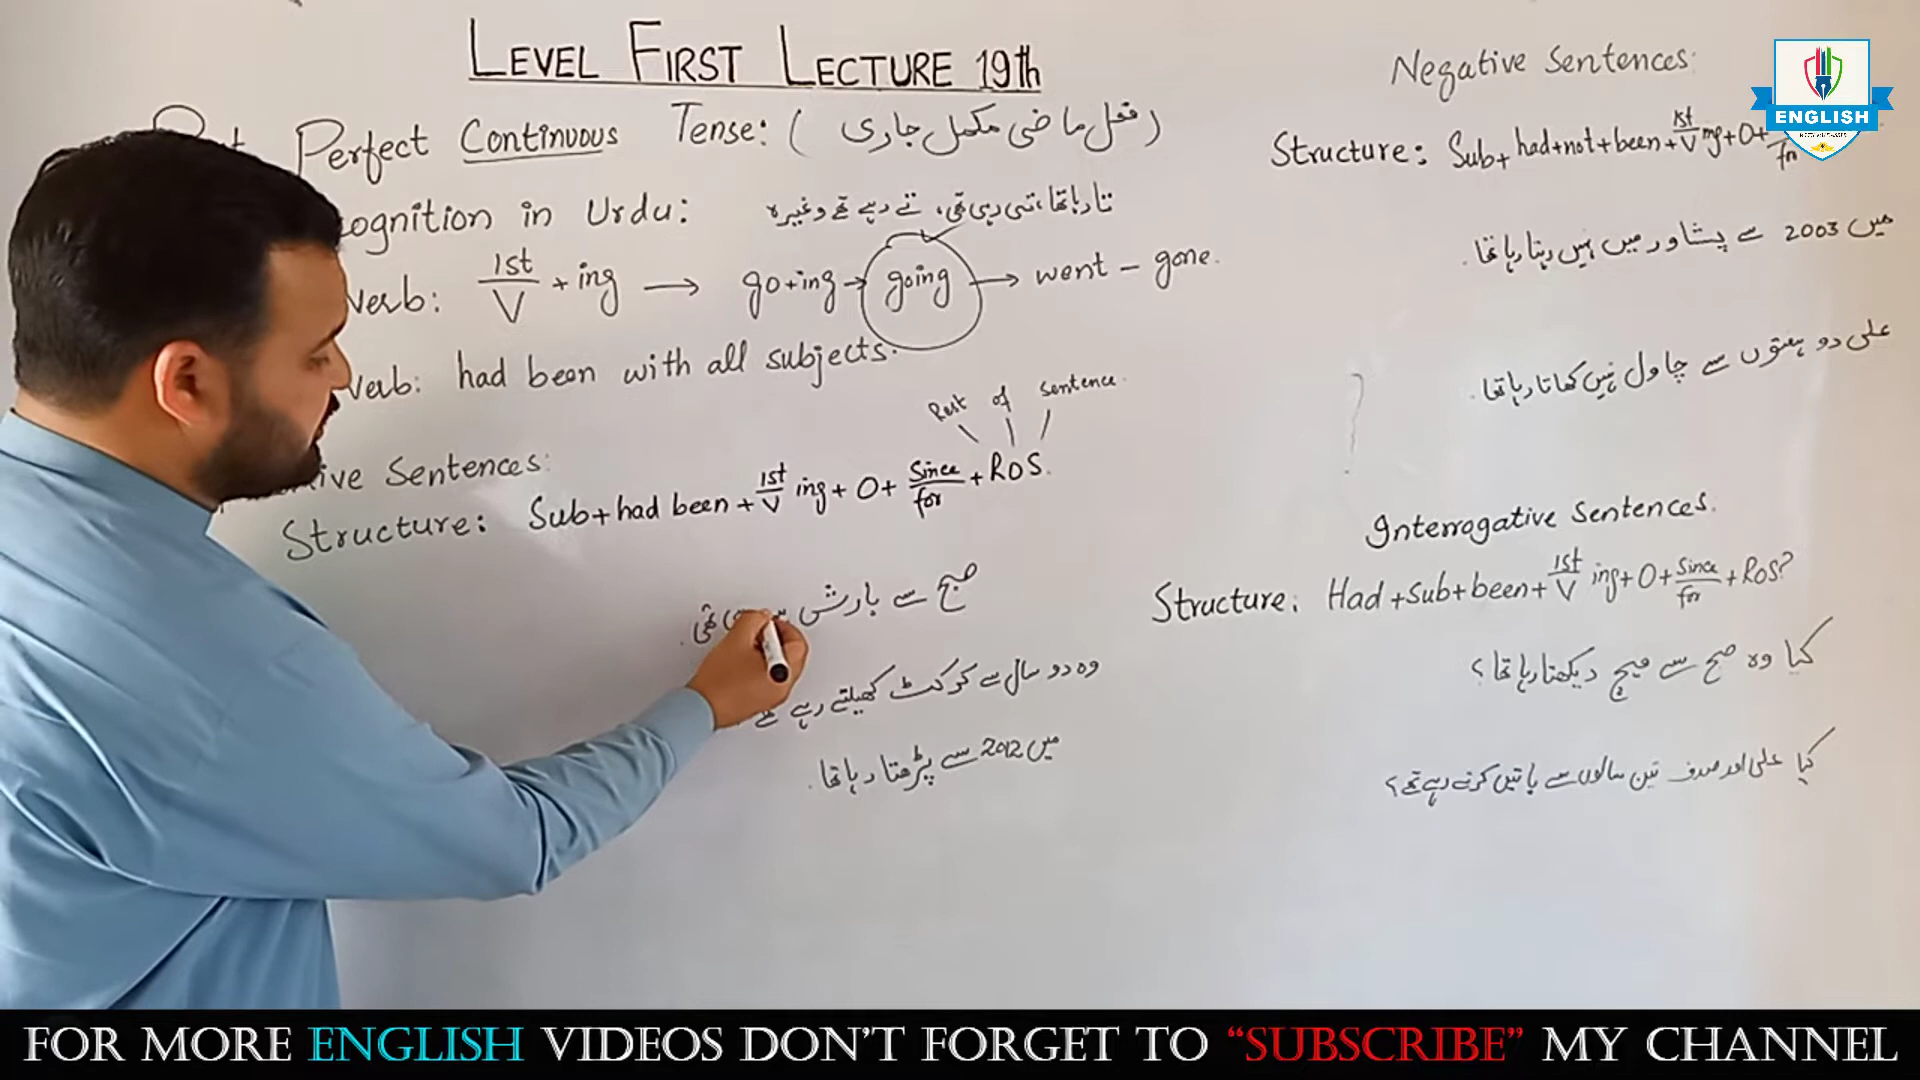 LEVEL FIRST LECTURE 19th
Perfect Continuous Tense: (فعل ماضی مکمل جاری)
ognition in Urdu: تا رہا تھا، تی رہی تھی، تے رہے تھے وغیرہ
Verb: 1st/V + ing → go+ing → going → went – gone.
Verb: had been with all subjects.
Rest of sentence.
ive Sentences:
Structure: Sub+had been+1st/V ing+O+Since/for+ROS.
صبح سے بارش تھی۔
وہ دو سال سے کرکٹ کھیلتے رہے تھے
میں 2012 سے پڑھتا رہا تھا۔
Negative Sentences:
Structure: Sub+had+not+been+1st/V ing+O+
میں 2003 سے پشاور میں نہیں رہتا رہا تھا۔
علی دو ہفتوں سے چاول نہیں کھاتا رہا تھا۔
Interrogative Sentences.
Structure: Had+Sub+been+1st/V ing+O+Since/for+ROS?
کیا وہ صبح سے میچ دیکھتا رہا تھا؟
کیا علی اور صدف تین سالوں سے باتیں کرتے رہے تھے؟
ENGLISH
FOR MORE ENGLISH VIDEOS DON'T FORGET TO “SUBSCRIBE” MY CHANNEL